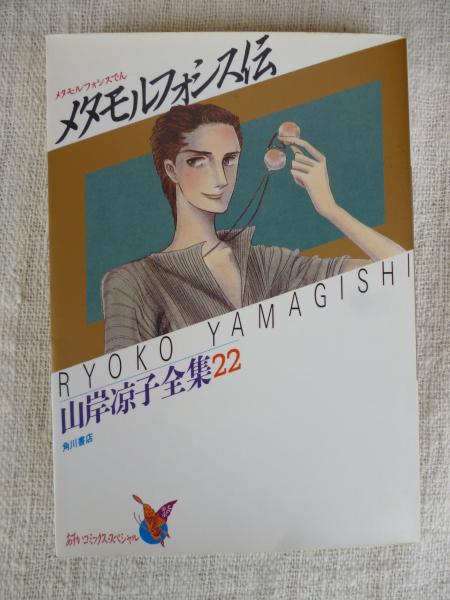 メタモルフォシスでん
メタモルフォシス伝
RYOKO YAMAGISHI
山岸凉子全集22
角川書店
あすかコミックス・スペシャル